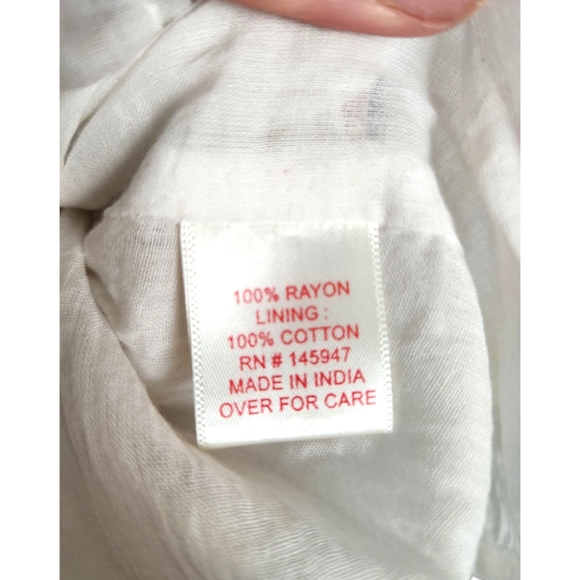 100% RAYON
LINING :
100% COTTON
RN # 145947
MADE IN INDIA
OVER FOR CARE